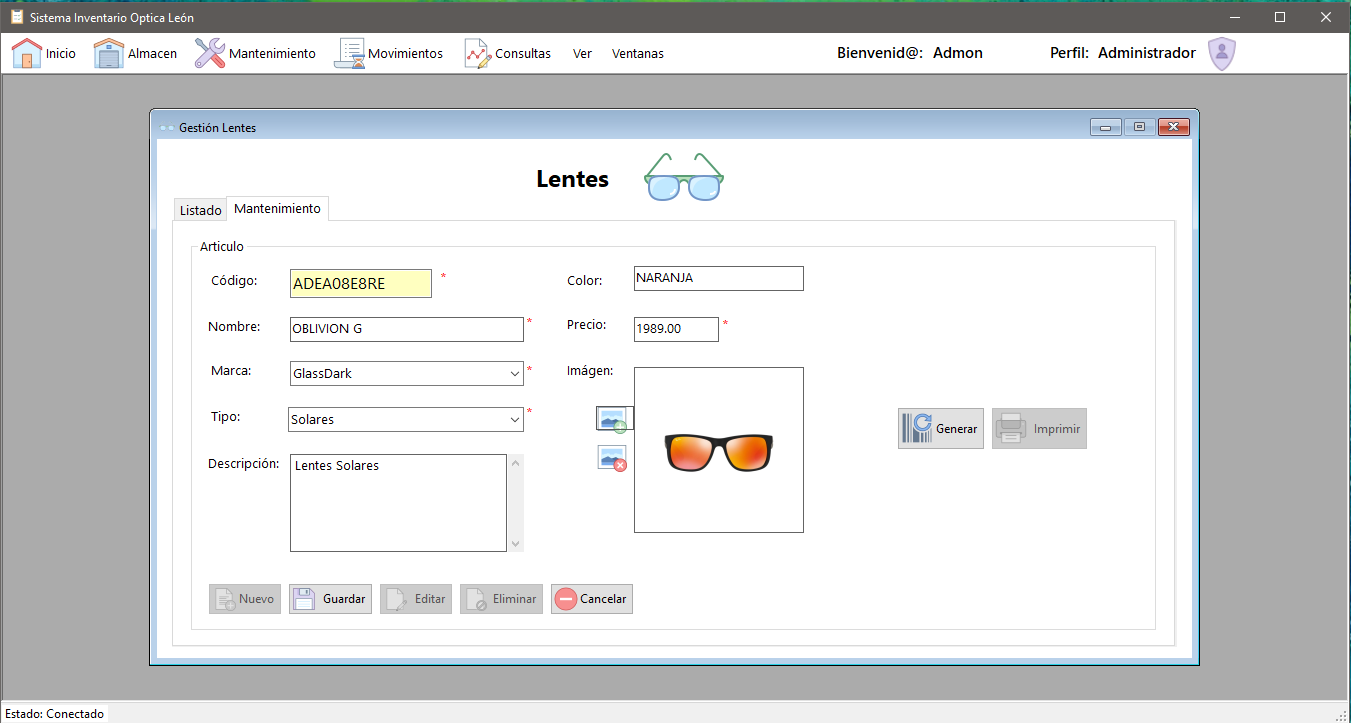 Sistema Inventario Optica León
Inicio Almacen Mantenimiento Movimientos Consultas Ver Ventanas Bienvenid@: Admon Perfil: Administrador
Gestión Lentes
Lentes
Listado Mantenimiento
Articulo
Código: ADEA08E8RE * Color: NARANJA
Nombre: OBLIVION G * Precio: 1989.00 *
Marca: GlassDark * Imágen:
Tipo: Solares *
Generar Imprimir
Descripción: Lentes Solares
Nuevo Guardar Editar Eliminar Cancelar
Estado: Conectado